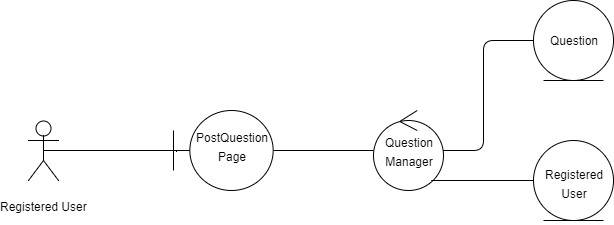 Question
PostQuestion
Page
Question
Manager
Registered
User
Registered User